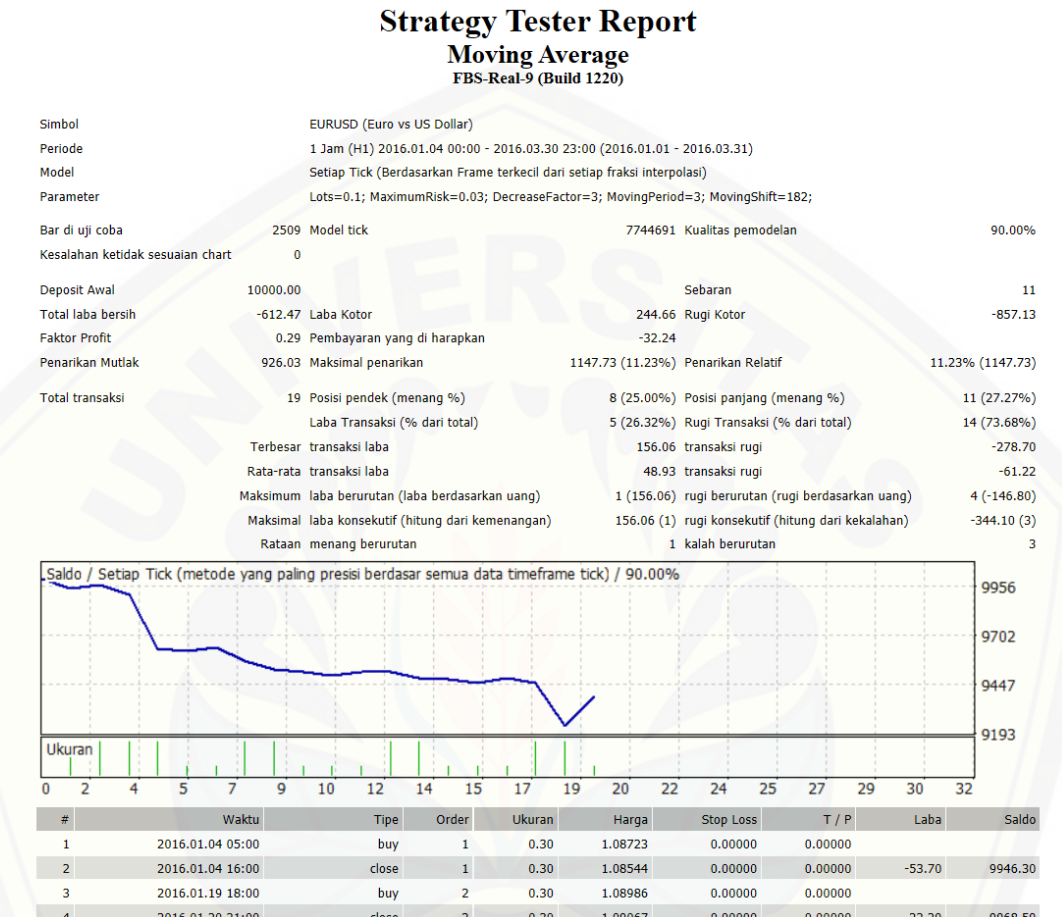 Strategy Tester Report
Moving Average
FBS-Real-9 (Build 1220)
Simbol EURUSD (Euro vs US Dollar)
Periode 1 Jam (H1) 2016.01.04 00:00 - 2016.03.30 23:00 (2016.01.01 - 2016.03.31)
Model Setiap Tick (Berdasarkan Frame terkecil dari setiap fraksi interpolasi)
Parameter Lots=0.1; MaximumRisk=0.03; DecreaseFactor=3; MovingPeriod=3; MovingShift=182;
Bar di uji coba 2509 Model tick 7744691 Kualitas pemodelan 90.00%
Kesalahan ketidak sesuaian chart 0
Deposit Awal 10000.00 Sebaran 11
Total laba bersih -612.47 Laba Kotor 244.66 Rugi Kotor -857.13
Faktor Profit 0.29 Pembayaran yang di harapkan -32.24
Penarikan Mutlak 926.03 Maksimal penarikan 1147.73 (11.23%) Penarikan Relatif 11.23% (1147.73)
Total transaksi 19 Posisi pendek (menang %) 8 (25.00%) Posisi panjang (menang %) 11 (27.27%)
Laba Transaksi (% dari total) 5 (26.32%) Rugi Transaksi (% dari total) 14 (73.68%)
Terbesar transaksi laba 156.06 transaksi rugi -278.70
Rata-rata transaksi laba 48.93 transaksi rugi -61.22
Maksimum laba berurutan (laba berdasarkan uang) 1 (156.06) rugi berurutan (rugi berdasarkan uang) 4 (-146.80)
Maksimal laba konsekutif (hitung dari kemenangan) 156.06 (1) rugi konsekutif (hitung dari kekalahan) -344.10 (3)
Rataan menang berurutan 1 kalah berurutan 3
Saldo / Setiap Tick (metode yang paling presisi berdasar semua data timeframe tick) / 90.00%
9956
9702
9447
9193
Ukuran
0 2 4 5 7 9 10 12 14 15 17 19 20 22 24 25 27 29 30 32
# Waktu Tipe Order Ukuran Harga Stop Loss T / P Laba Saldo
1 2016.01.04 05:00 buy 1 0.30 1.08723 0.00000 0.00000
2 2016.01.04 16:00 close 1 0.30 1.08544 0.00000 0.00000 -53.70 9946.30
3 2016.01.19 18:00 buy 2 0.30 1.08986 0.00000 0.00000
UNIVERSITAS